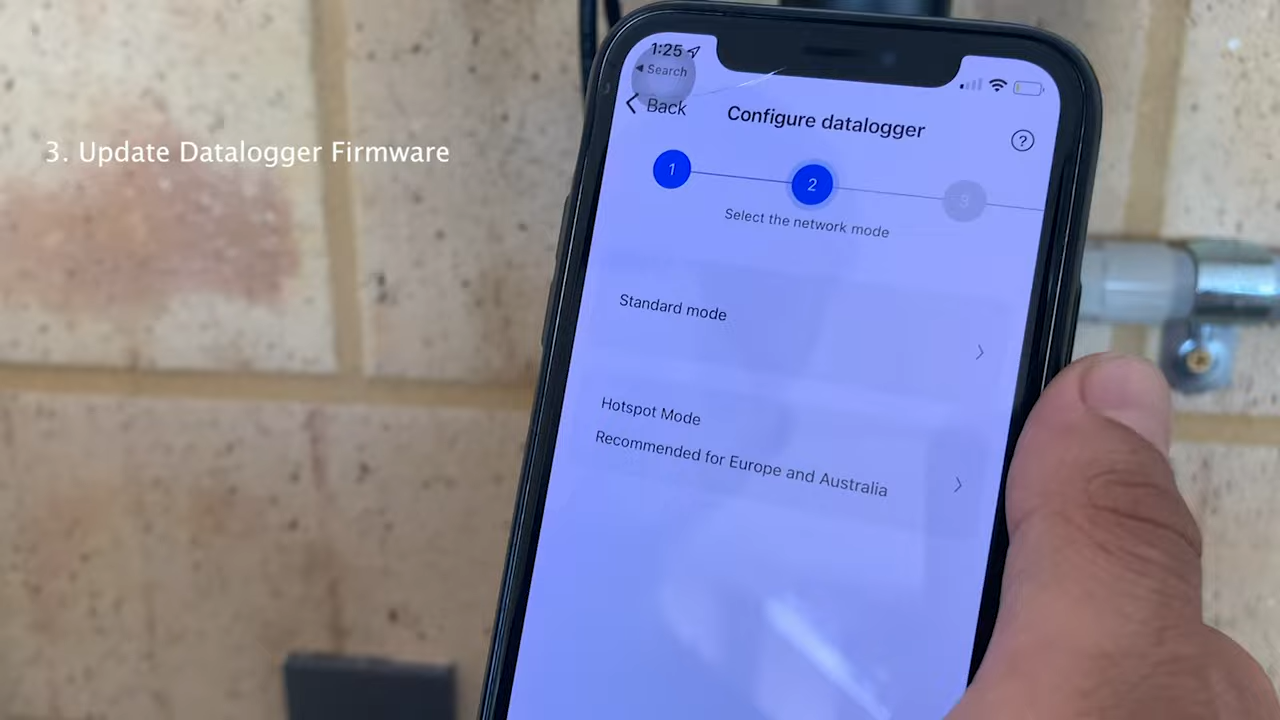 1:25
Search
Back
Configure datalogger
?
1
2
3
Select the network mode
3. Update Datalogger Firmware
Standard mode
Hotspot Mode
Recommended for Europe and Australia